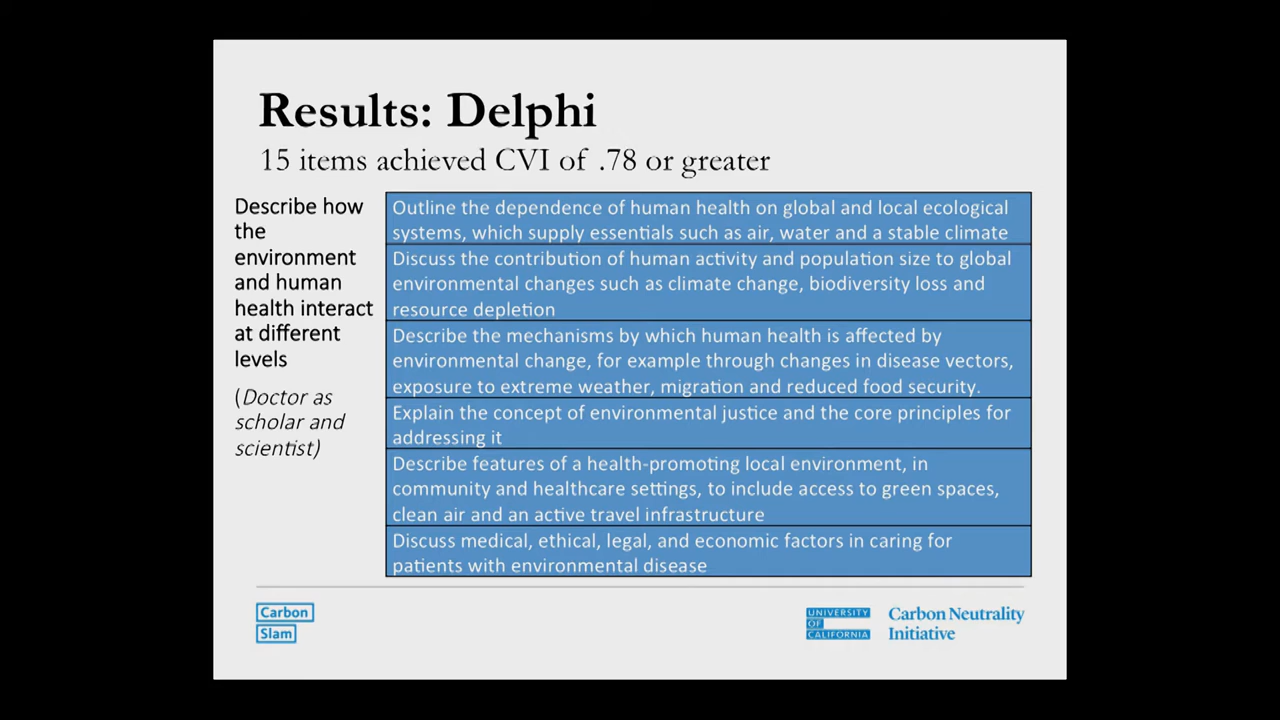 Results: Delphi
15 items achieved CVI of .78 or greater
Describe how
the
environment
and human
health interact
at different
levels
(Doctor as
scholar and
scientist)
Outline the dependence of human health on global and local ecological
systems, which supply essentials such as air, water and a stable climate
Discuss the contribution of human activity and population size to global
environmental changes such as climate change, biodiversity loss and
resource depletion
Describe the mechanisms by which human health is affected by
environmental change, for example through changes in disease vectors,
exposure to extreme weather, migration and reduced food security.
Explain the concept of environmental justice and the core principles for
addressing it
Describe features of a health-promoting local environment, in
community and healthcare settings, to include access to green spaces,
clean air and an active travel infrastructure
Discuss medical, ethical, legal, and economic factors in caring for
patients with environmental disease
Carbon
Slam
UNIVERSITY
OF
CALIFORNIA
Carbon Neutrality
Initiative